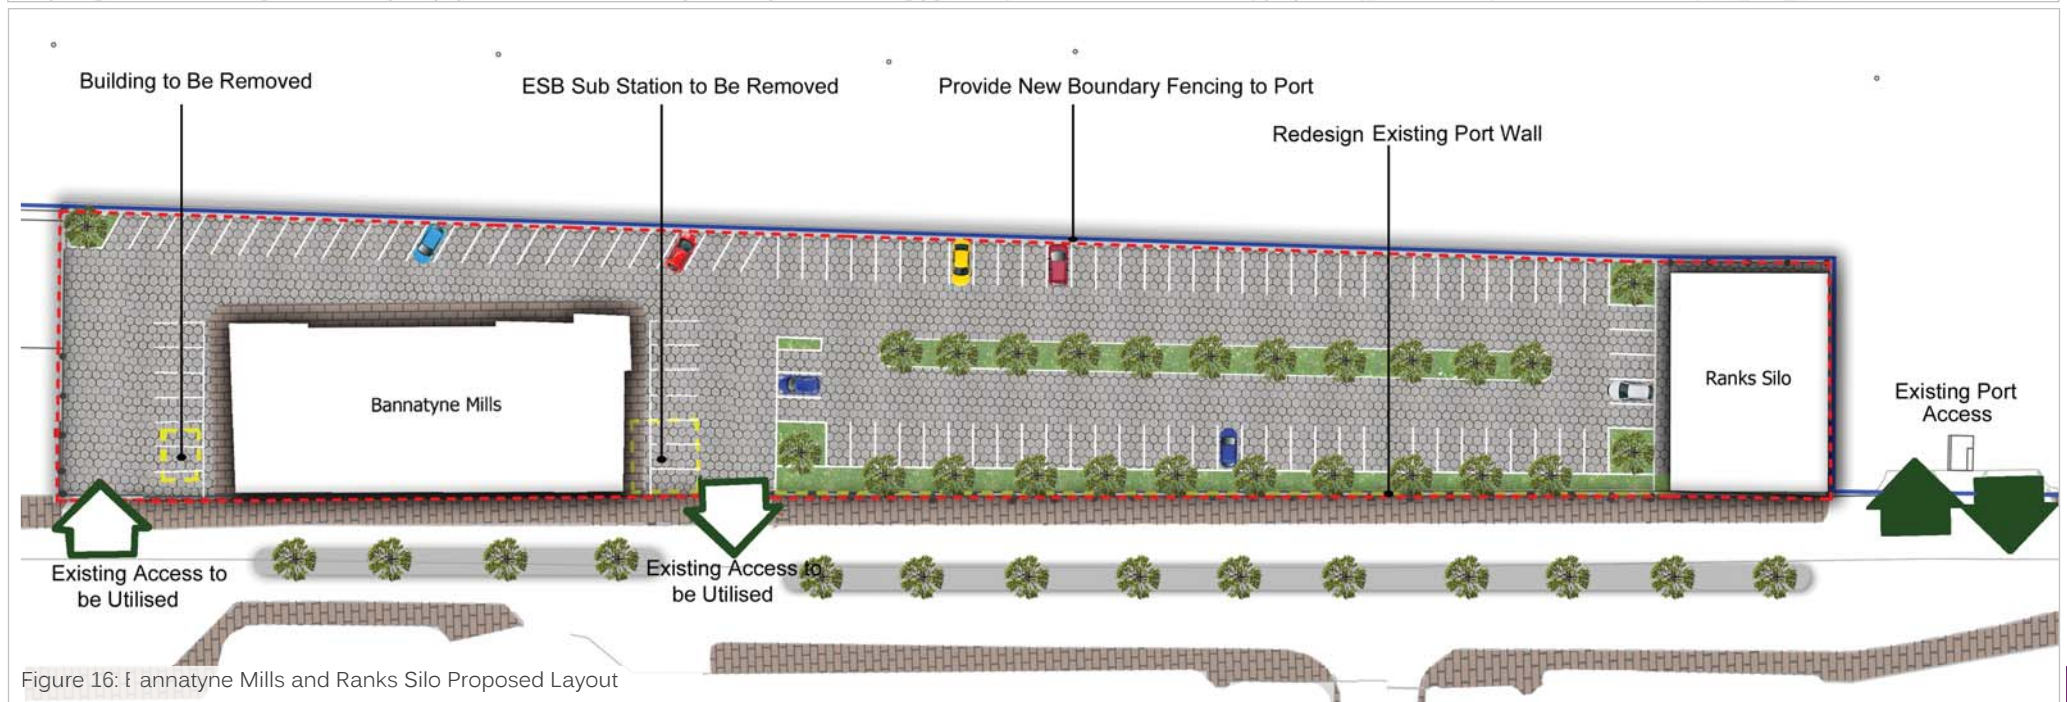 Building to Be Removed
ESB Sub Station to Be Removed
Provide New Boundary Fencing to Port
Redesign Existing Port Wall
Bannatyne Mills
Ranks Silo
Existing Port
Access
Existing Access to
be Utilised
Existing Access to
be Utilised
Figure 16: annatyne Mills and Ranks Silo Proposed Layout